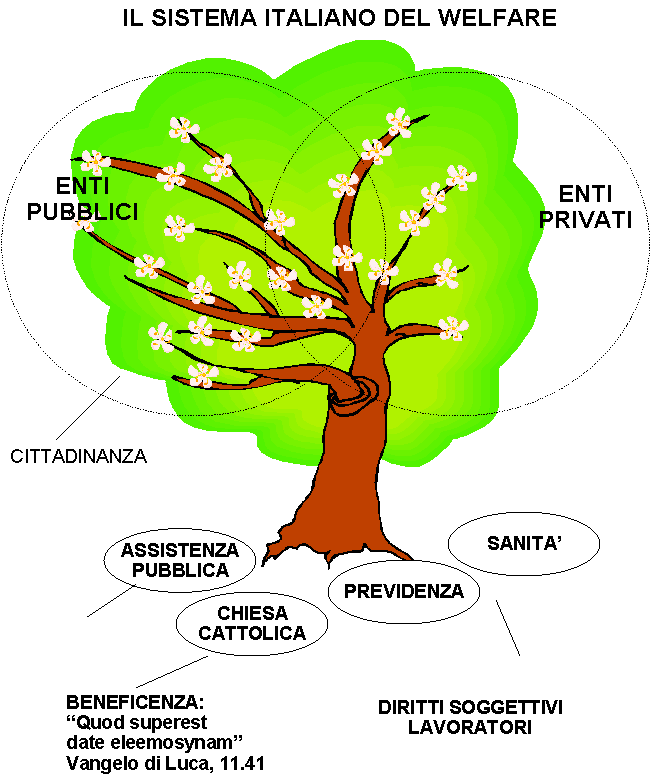 IL SISTEMA ITALIANO DEL WELFARE
ENTI
PUBBLICI
ENTI
PRIVATI
CITTADINANZA
ASSISTENZA
PUBBLICA
SANITA’
PREVIDENZA
CHIESA
CATTOLICA
BENEFICENZA:
“Quod superest
date eleemosynam”
Vangelo di Luca, 11.41
DIRITTI SOGGETTIVI
LAVORATORI